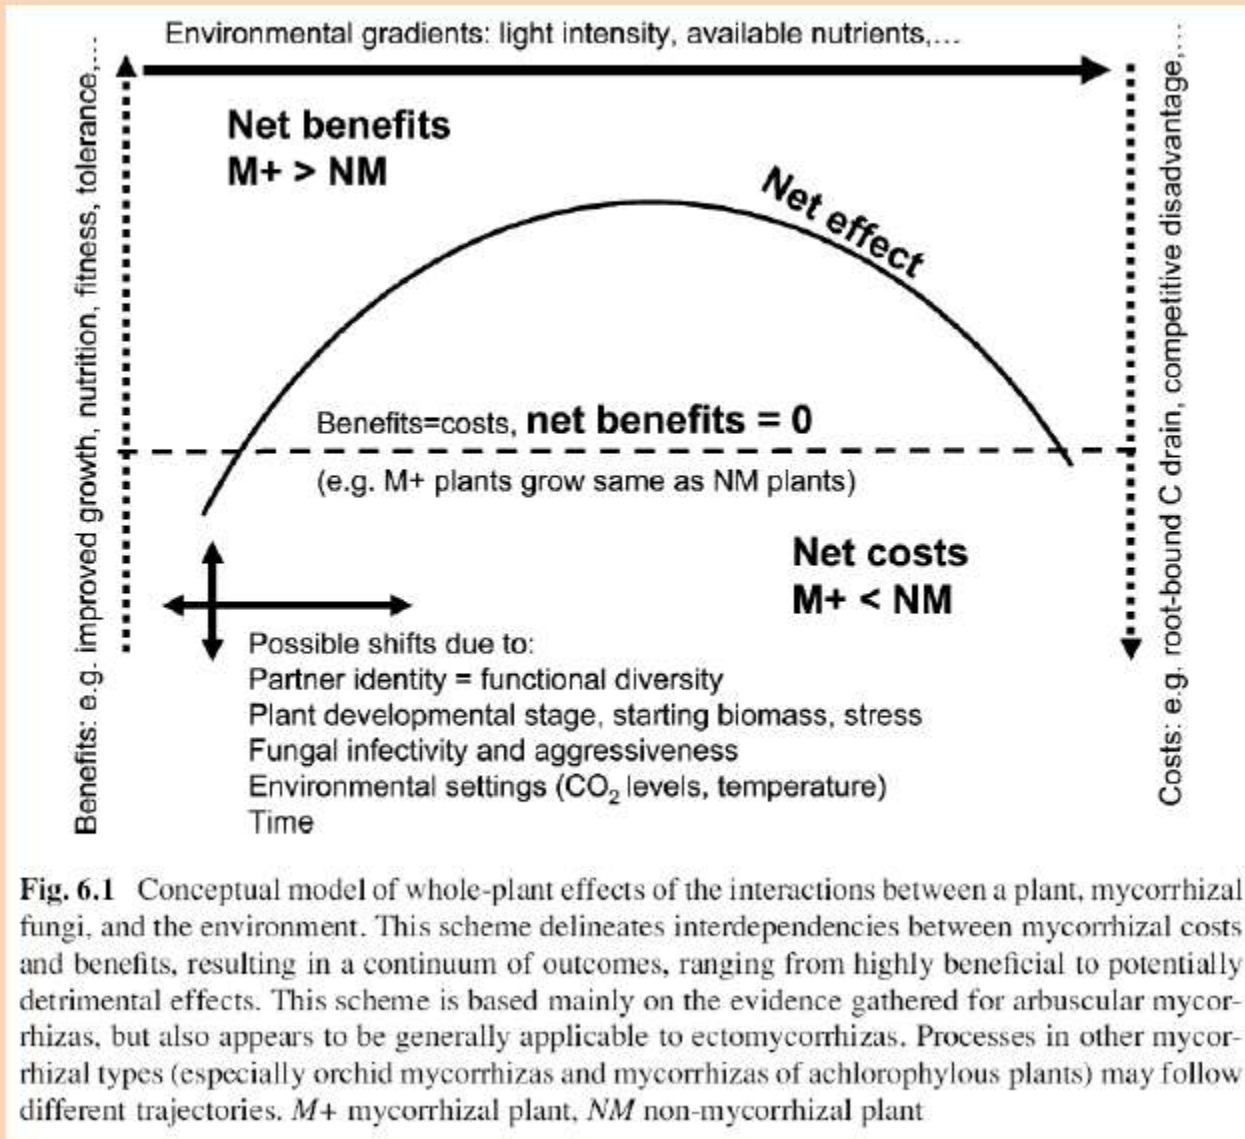 Environmental gradients: light intensity, available nutrients,...
Benefits: e.g. improved growth, nutrition, fitness, tolerance,...
Net benefits
M+ > NM
Net effect
Benefits=costs, net benefits = 0
(e.g. M+ plants grow same as NM plants)
Net costs
M+ < NM
Possible shifts due to:
Partner identity = functional diversity
Plant developmental stage, starting biomass, stress
Fungal infectivity and aggressiveness
Environmental settings (CO₂ levels, temperature)
Time
Costs: e.g. root-bound C drain, competitive disadvantage,...
Fig. 6.1 Conceptual model of whole-plant effects of the interactions between a plant, mycorrhizal
fungi, and the environment. This scheme delineates interdependencies between mycorrhizal costs
and benefits, resulting in a continuum of outcomes, ranging from highly beneficial to potentially
detrimental effects. This scheme is based mainly on the evidence gathered for arbuscular mycor-
rhizas, but also appears to be generally applicable to ectomycorrhizas. Processes in other mycor-
rhizal types (especially orchid mycorrhizas and mycorrhizas of achlorophylous plants) may follow
different trajectories. M+ mycorrhizal plant, NM non-mycorrhizal plant